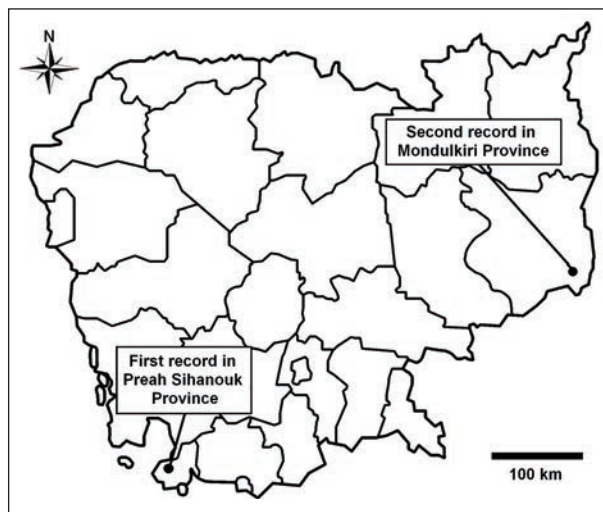 N
Second record in
Mondulkiri Province
First record in
Preah Sihanouk
Province
100 km